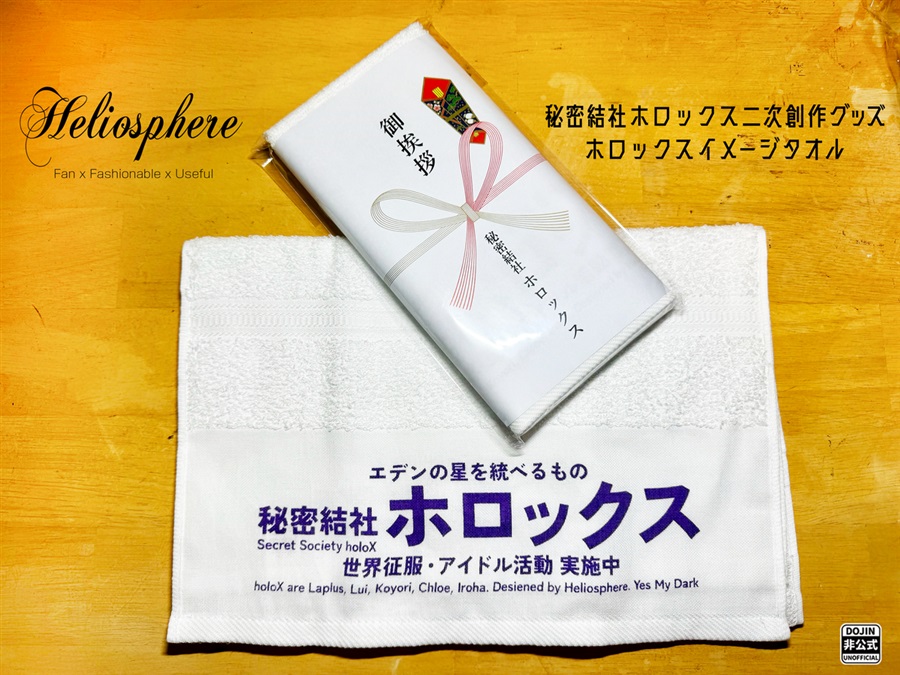 Heliosphere
Fan x Fashionable x Useful
秘密結社ホロックス二次創作グッズ
ホロックスイメージタオル
御挨拶
秘密結社 ホロックス
エデンの星を統べるもの
秘密結社 ホロックス
Secret Society holoX
世界征服・アイドル活動 実施中
holoX are Laplus, Lui, Koyori, Chloe, Iroha. Desiened by Heliosphere. Yes My Dark
DOJIN
非公式
UNOFFICIAL